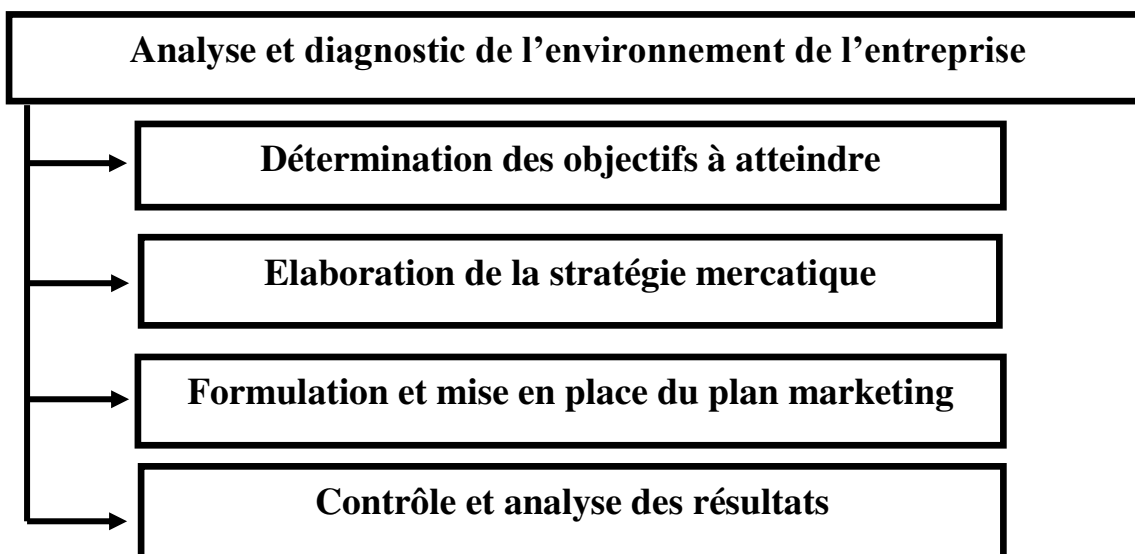 Analyse et diagnostic de l’environnement de l’entreprise
Détermination des objectifs à atteindre
Elaboration de la stratégie mercatique
Formulation et mise en place du plan marketing
Contrôle et analyse des résultats